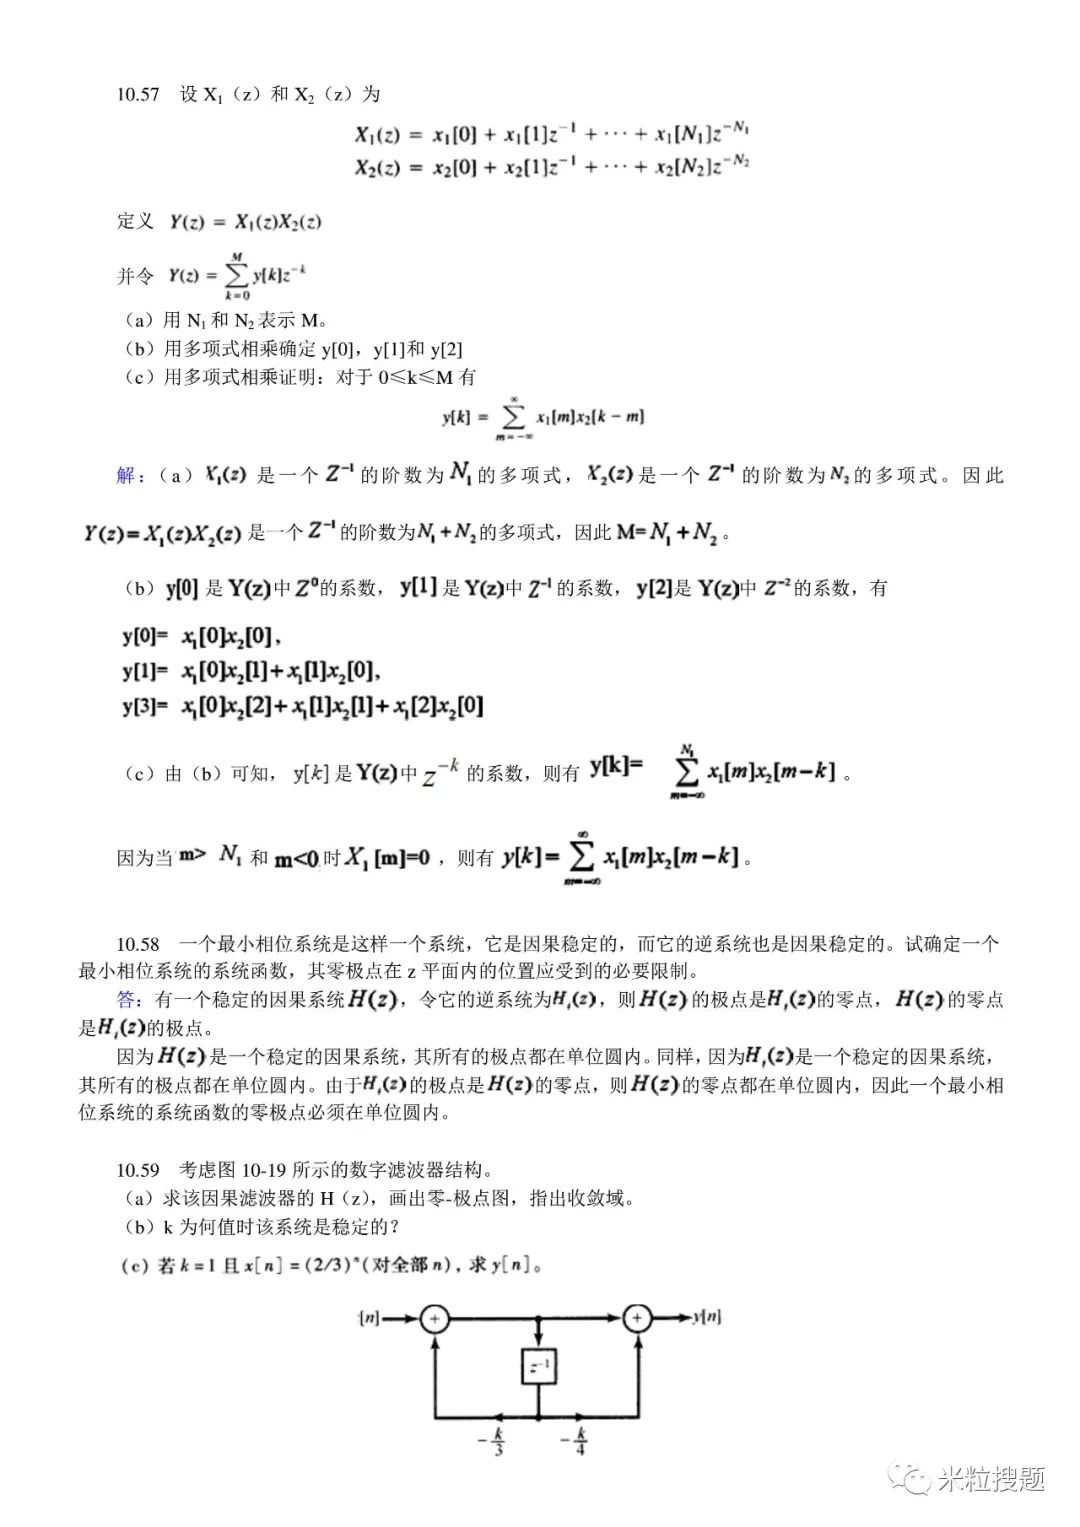 10.57 设 X₁（z）和 X₂（z）为
X₁(z) = x₁[0] + x₁[1]z⁻¹ + ··· + x₁[N₁]z^{-N₁}
X₂(z) = x₂[0] + x₂[1]z⁻¹ + ··· + x₂[N₂]z^{-N₂}
定义 Y(z) = X₁(z)X₂(z)
并令 Y(z) = ∑_{k=0}^{M} y[k]z^{-k}
（a）用 N₁ 和 N₂ 表示 M。
（b）用多项式相乘确定 y[0]，y[1]和 y[2]
（c）用多项式相乘证明：对于 0≤k≤M 有
y[k] = ∑_{m=-∞}^{∞} x₁[m]x₂[k − m]
解：（a）X₁(z) 是一个 Z⁻¹ 的阶数为 N₁ 的多项式，X₂(z)是一个 Z⁻¹ 的阶数为 N₂ 的多项式。因此
Y(z)=X₁(z)X₂(z) 是一个 Z⁻¹ 的阶数为N₁+N₂的多项式，因此 M=N₁+N₂。
（b）y[0] 是 Y(z)中 Z⁰的系数，y[1] 是 Y(z)中 Z⁻¹ 的系数，y[2]是 Y(z)中 Z⁻² 的系数，有
y[0]= x₁[0]x₂[0],
y[1]= x₁[0]x₂[1]+x₁[1]x₂[0],
y[3]= x₁[0]x₂[2]+x₁[1]x₂[1]+x₁[2]x₂[0]
（c）由（b）可知，y[k]是Y(z)中 z^{-k} 的系数，则有 y[k]= ∑_{m=-∞}^{N₁} x₁[m]x₂[m−k] 。
因为当 m> N₁ 和 m<0 时 X₁[m]=0 ，则有 y[k]= ∑_{m=-∞}^{∞} x₁[m]x₂[m−k] 。
10.58 一个最小相位系统是这样一个系统，它是因果稳定的，而它的逆系统也是因果稳定的。试确定一个
最小相位系统的系统函数，其零极点在 z 平面内的位置应受到的必要限制。
答：有一个稳定的因果系统H(z)，令它的逆系统为Hᵢ(z)，则H(z)的极点是Hᵢ(z)的零点，H(z)的零点
是Hᵢ(z)的极点。
因为H(z)是一个稳定的因果系统，其所有的极点都在单位圆内。同样，因为Hᵢ(z)是一个稳定的因果系统，
其所有的极点都在单位圆内。由于Hᵢ(z)的极点是H(z)的零点，则H(z)的零点都在单位圆内，因此一个最小相
位系统的系统函数的零极点必须在单位圆内。
10.59 考虑图 10-19 所示的数字滤波器结构。
（a）求该因果滤波器的 H（z），画出零-极点图，指出收敛域。
（b）k 为何值时该系统是稳定的？
(c) 若 k=1 且 x[n]=(2/3)ⁿ(对全部 n)，求 y[n]。
[n] + + y[n]
z⁻¹
−k/3 −k/4
米粒搜题